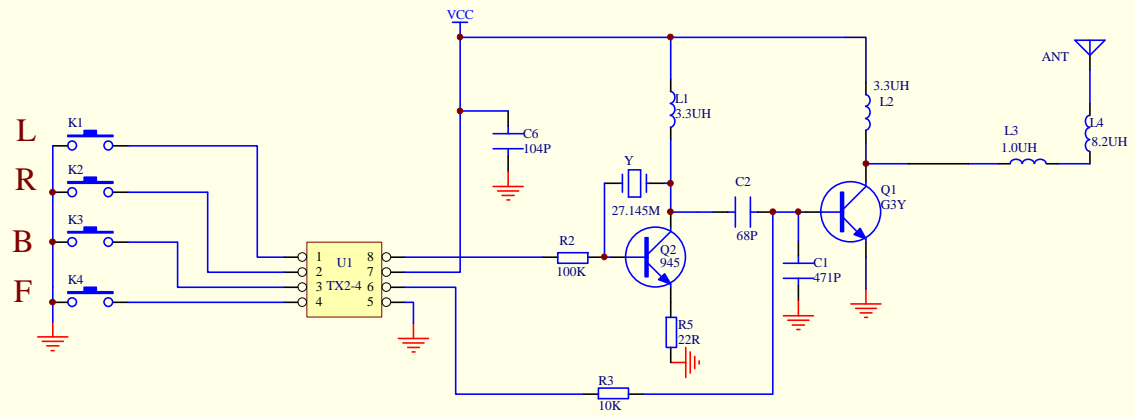 VCC
ANT
3.3UH
L2
L1
3.3UH
L
K1
C6
104P
L3
1.0UH
L4
8.2UH
R
K2
Y
27.145M
C2
68P
Q1
G3Y
B
K3
R2
100K
Q2
945
C1
471P
F
K4
1
2
3
4
U1
TX2-4
8
7
6
5
R5
22R
R3
10K